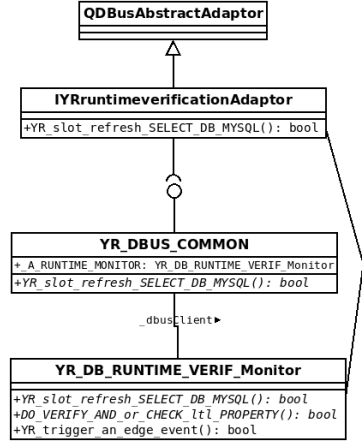 QDBusAbstractAdaptor
IYRruntimeverificationAdaptor
+YR_slot_refresh_SELECT_DB_MYSQL(): bool
YR_DBUS_COMMON
+_A_RUNTIME_MONITOR: YR_DB_RUNTIME_VERIF_Monitor
+YR_slot_refresh_SELECT_DB_MYSQL(): bool
_dbusClient
YR_DB_RUNTIME_VERIF_Monitor
+YR_slot_refresh_SELECT_DB_MYSQL(): bool
+DO_VERIFY_AND_or_CHECK_ltl_PROPERTY(): bool
+YR_trigger_an_edge_event(): bool